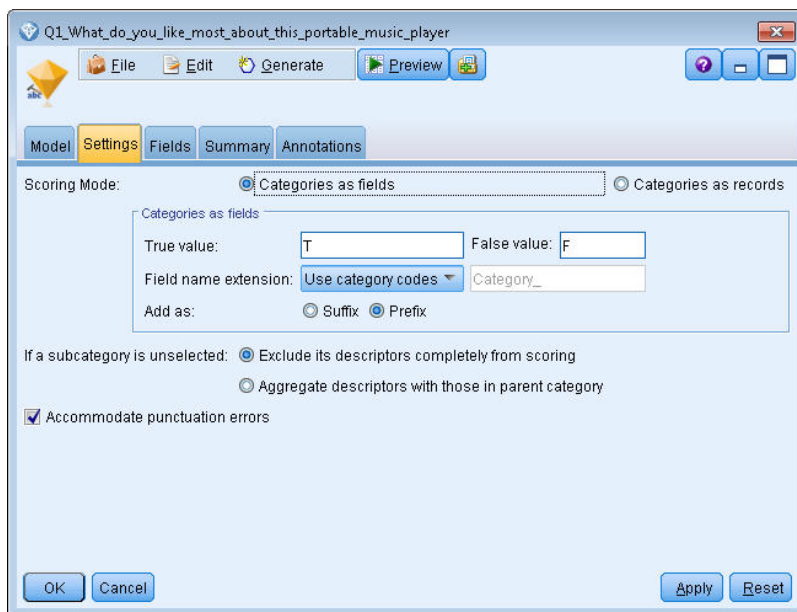 Q1_What_do_you_like_most_about_this_portable_music_player
File Edit Generate Preview
abc
Model Settings Fields Summary Annotations
Scoring Mode: Categories as fields Categories as records
Categories as fields
True value: T False value: F
Field name extension: Use category codes Category_
Add as: Suffix Prefix
If a subcategory is unselected: Exclude its descriptors completely from scoring
Aggregate descriptors with those in parent category
Accommodate punctuation errors
OK Cancel Apply Reset